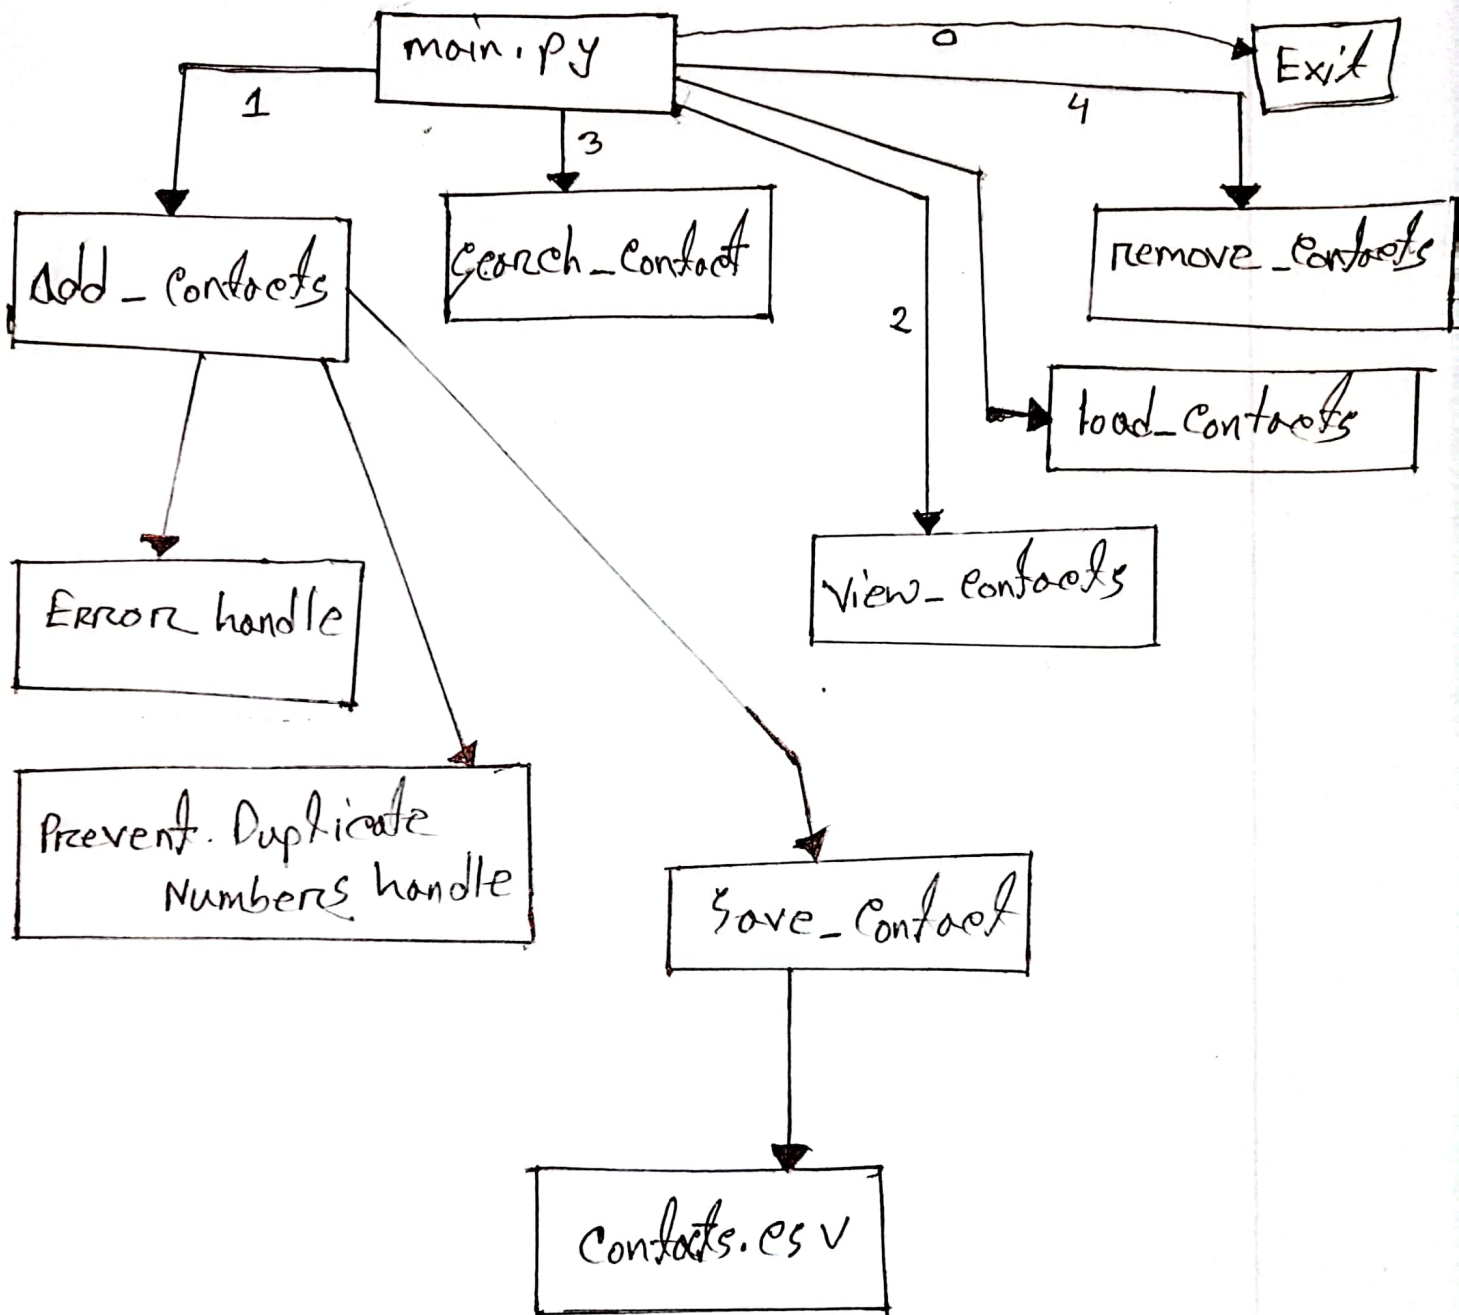 main.py
0
Exit
1
3
4
Add_contacts
search_contact
remove_contacts
2
load_contacts
view_contacts
Error handle
Prevent. Duplicate
Numbers handle
Save_contact
Contacts.csv